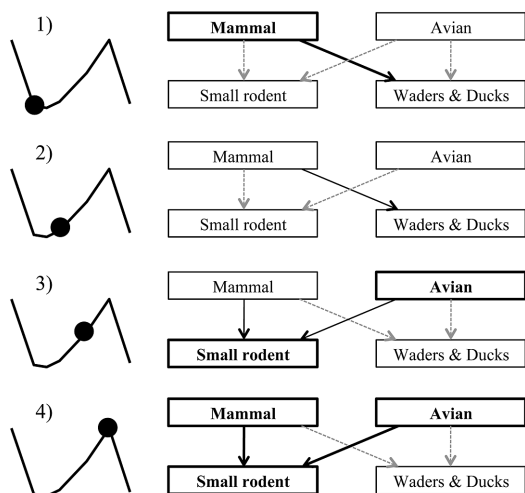 1)
Mammal Avian
Small rodent Waders & Ducks
2)
Mammal Avian
Small rodent Waders & Ducks
3)
Mammal Avian
Small rodent Waders & Ducks
4)
Mammal Avian
Small rodent Waders & Ducks